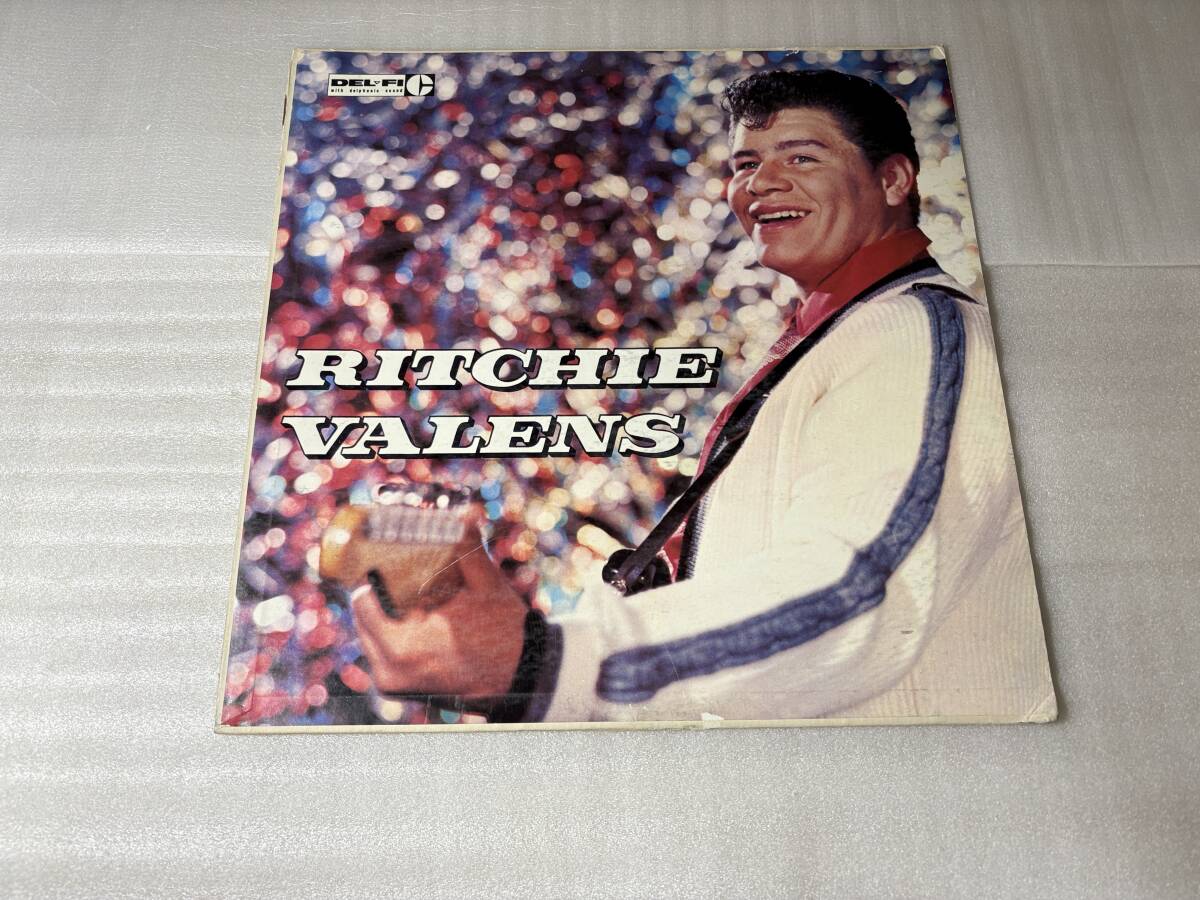 DEL-FI
with delphonic sound
RITCHIE
VALENS